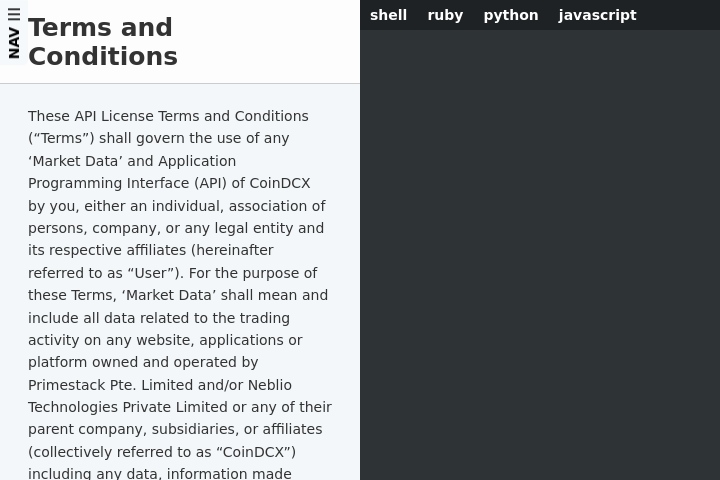 NAV
Terms and
Conditions
These API License Terms and Conditions
(“Terms”) shall govern the use of any
‘Market Data’ and Application
Programming Interface (API) of CoinDCX
by you, either an individual, association of
persons, company, or any legal entity and
its respective affiliates (hereinafter
referred to as “User”). For the purpose of
these Terms, ‘Market Data’ shall mean and
include all data related to the trading
activity on any website, applications or
platform owned and operated by
Primestack Pte. Limited and/or Neblio
Technologies Private Limited or any of their
parent company, subsidiaries, or affiliates
(collectively referred to as “CoinDCX”)
including any data, information made
shell ruby python javascript